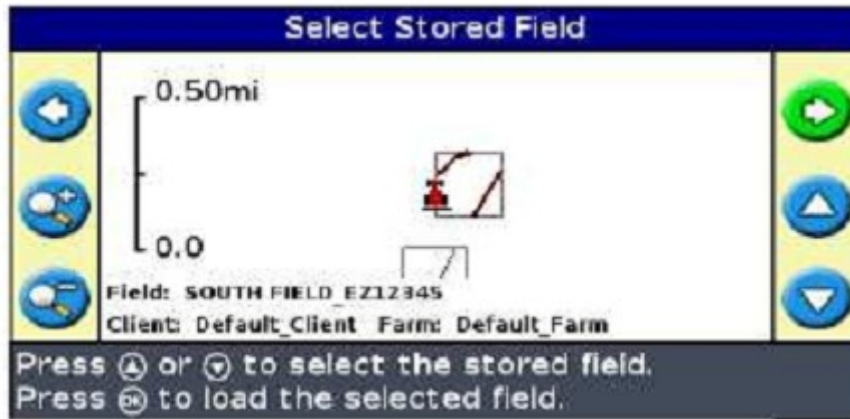 Select Stored Field
0.50mi
0.0
Field: SOUTH FIELD_EZ12345
Client: Default_Client Farm: Default_Farm
Press or to select the stored field.
Press OK to load the selected field.